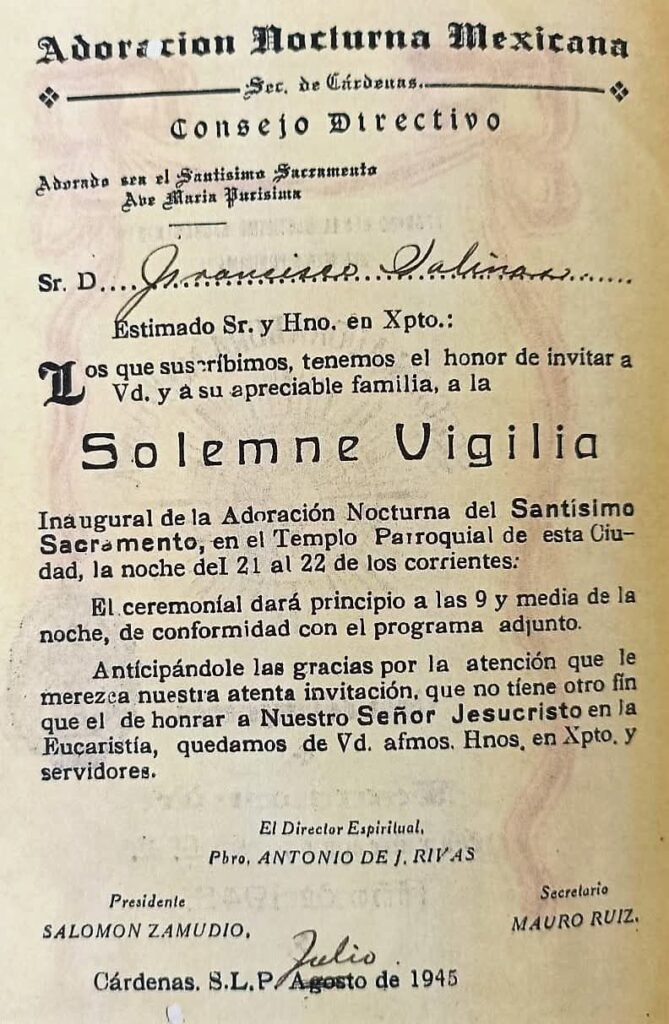 Adoracion Nocturna Mexicana
Sec. de Cárdenas.
Consejo Directivo
Adorado sea el Santisimo Sacramento
Ave Maria Purisima
Sr. D.... Francisco Salinas ......
Estimado Sr. y Hno. en Xpto.:
Los que suscribimos, tenemos el honor de invitar a
Vd. y a su apreciable familia, a la
Solemne Vigilia
Inaugural de la Adoración Nocturna del Santísimo
Sacramento, en el Templo Parroquial de esta Ciu-
dad, la noche del 21 al 22 de los corrientes:
El ceremonial dará principio a las 9 y media de la
noche, de conformidad con el programa adjunto.
Anticipándole las gracias por la atención que le
merezca nuestra atenta invitación, que no tiene otro fin
que el de honrar a Nuestro Señor Jesucristo en la
Eucaristía, quedamos de Vd. afmos. Hnos. en Xpto. y
servidores.
El Director Espiritual,
Pbro, ANTONIO DE J. RIVAS
Presidente
Secretario
SALOMON ZAMUDIO,
MAURO RUIZ.
Julio
Cárdenas. S.L.P. Agosto de 1945